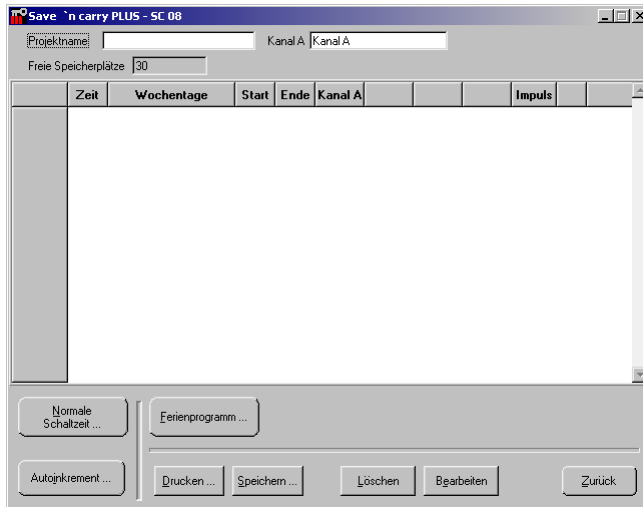 Save `n carry PLUS - SC 08
Projektname Kanal A Kanal A
Freie Speicherplätze 30
Zeit Wochentage Start Ende Kanal A Impuls
Normale Schaltzeit ... Ferienprogramm ...
Autoinkrement ... Drucken ... Speichern ... Löschen Bearbeiten Zurück